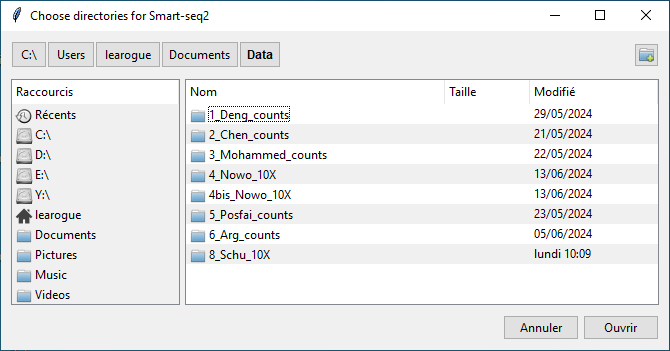 Choose directories for Smart-seq2
C:\ Users learogue Documents Data
Raccourcis
Récents
C:\
D:\
E:\
Y:\
learogue
Documents
Pictures
Music
Videos
Nom Taille Modifié
1_Deng_counts 29/05/2024
2_Chen_counts 21/05/2024
3_Mohammed_counts 22/05/2024
4_Nowo_10X 13/06/2024
4bis_Nowo_10X 13/06/2024
5_Posfai_counts 23/05/2024
6_Arg_counts 05/06/2024
8_Schu_10X lundi 10:09
Annuler Ouvrir